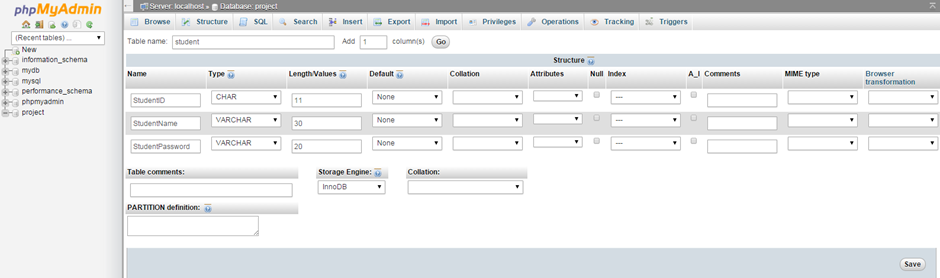 phpMyAdmin
Server: localhost » Database: project
Browse Structure SQL Search Insert Export Import Privileges Operations Tracking Triggers
(Recent tables) ...
New
information_schema
mydb
mysql
performance_schema
phpmyadmin
project
Table name: student Add 1 column(s) Go
Structure
Name Type Length/Values Default Collation Attributes Null Index A_I Comments MIME type Browser transformation
StudentID CHAR 11 None ---
StudentName VARCHAR 30 None ---
StudentPassword VARCHAR 20 None ---
Table comments: Storage Engine: Collation:
InnoDB
PARTITION definition:
Save